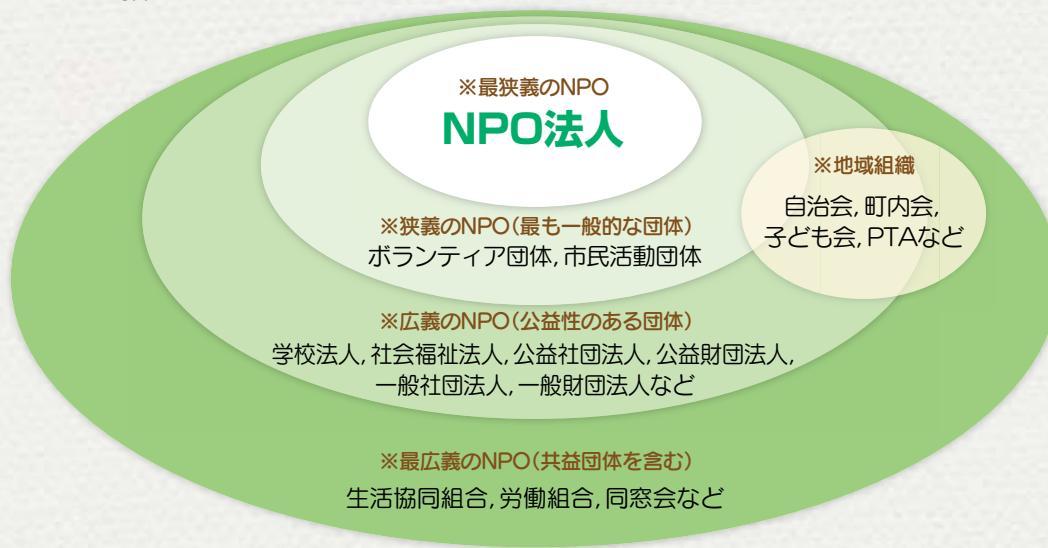 ※最狭義のNPO
NPO法人
※地域組織
自治会,町内会,
子ども会,PTAなど
※狭義のNPO(最も一般的な団体)
ボランティア団体,市民活動団体
※広義のNPO(公益性のある団体)
学校法人,社会福祉法人,公益社団法人,公益財団法人,
一般社団法人,一般財団法人など
※最広義のNPO(共益団体を含む)
生活協同組合,労働組合,同窓会など